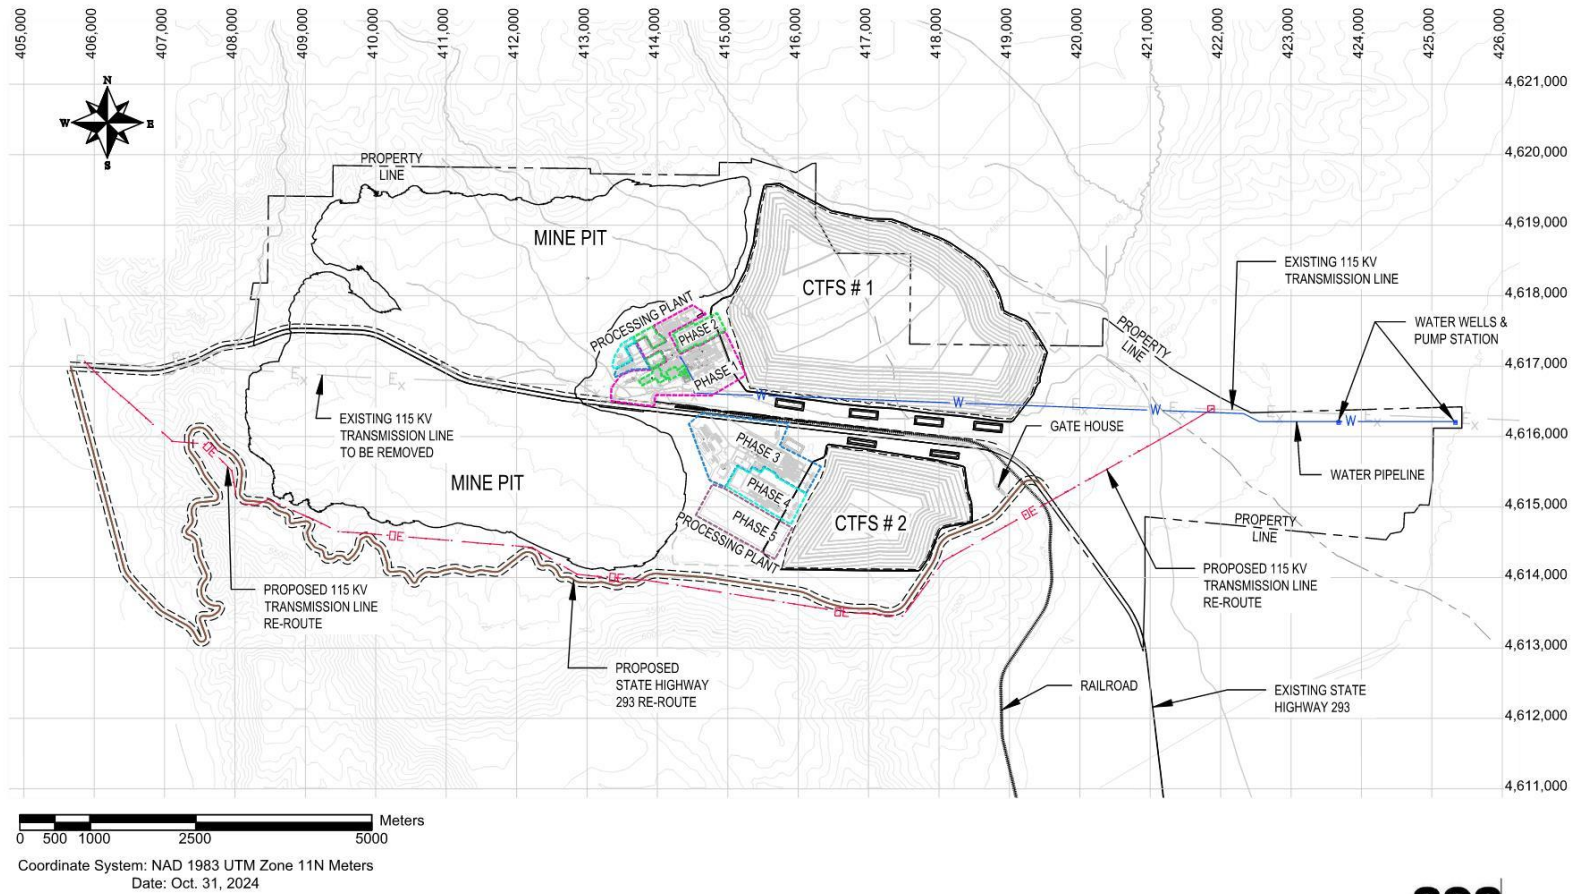 405,000
406,000
407,000
408,000
409,000
410,000
411,000
412,000
413,000
414,000
415,000
416,000
417,000
418,000
419,000
420,000
421,000
422,000
423,000
424,000
425,000
426,000
4,621,000
4,620,000
4,619,000
4,618,000
4,617,000
4,616,000
4,615,000
4,614,000
4,613,000
4,612,000
4,611,000
N
W
E
S
PROPERTY
LINE
MINE PIT
CTFS # 1
EXISTING 115 KV
TRANSMISSION LINE
PROCESSING PLANT
PHASE 2
PHASE 1
PROPERTY
LINE
WATER WELLS &
PUMP STATION
W
W
W
W
EXISTING 115 KV
TRANSMISSION LINE
TO BE REMOVED
GATE HOUSE
PHASE 3
WATER PIPELINE
MINE PIT
PHASE 4
PHASE 5
PROCESSING PLANT
CTFS # 2
PROPERTY
LINE
OE
OE
OE
OE
OE
PROPOSED 115 KV
TRANSMISSION LINE
RE-ROUTE
PROPOSED 115 KV
TRANSMISSION LINE
RE-ROUTE
PROPOSED
STATE HIGHWAY
293 RE-ROUTE
RAILROAD
EXISTING STATE
HIGHWAY 293
Meters
0 500 1000 2500 5000
Coordinate System: NAD 1983 UTM Zone 11N Meters
Date: Oct. 31, 2024